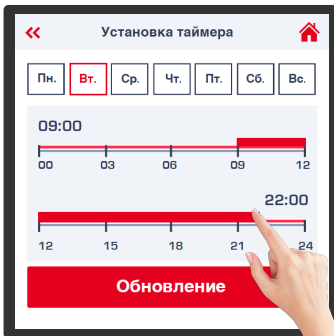 Установка таймера
Пн. Вт. Ср. Чт. Пт. Сб. Вс.
09:00
00 03 06 09 12
22:00
12 15 18 21 24
Обновление